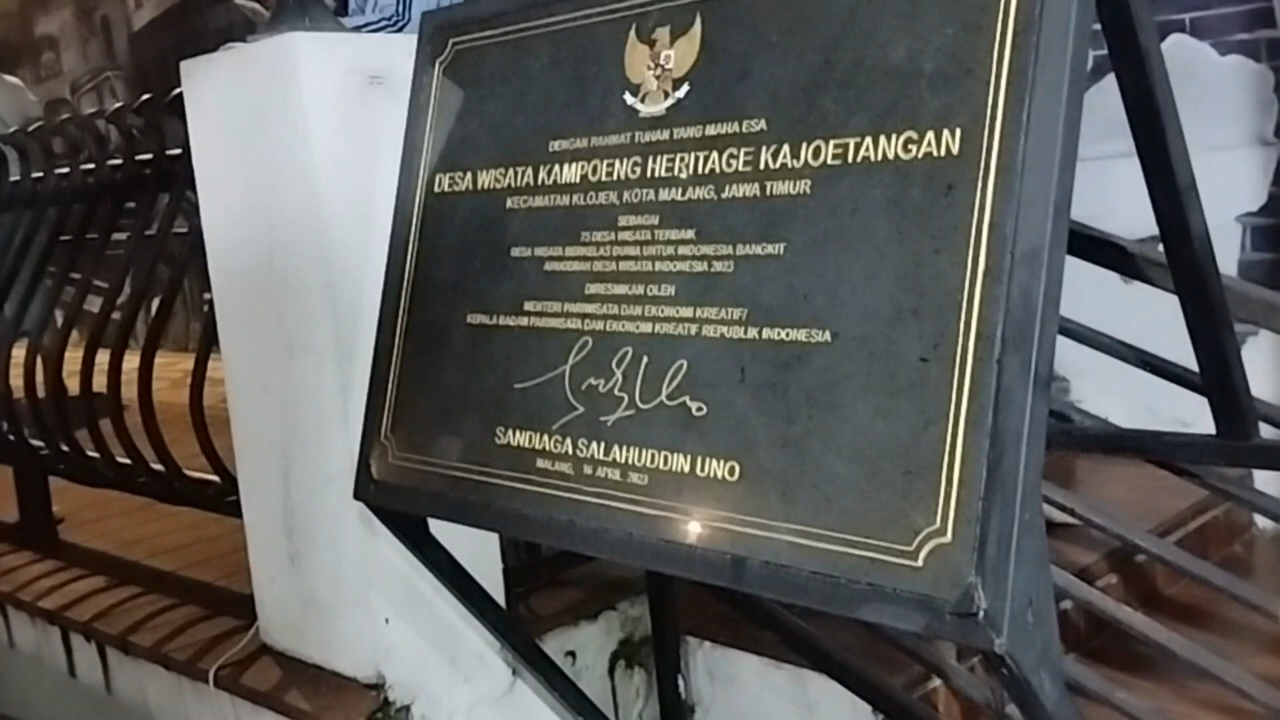 DENGAN RAHMAT TUHAN YANG MAHA ESA
DESA WISATA KAMPOENG HERITAGE KAJOETANGAN
KECAMATAN KLOJEN, KOTA MALANG, JAWA TIMUR
SEBAGAI
75 DESA WISATA TERBAIK
DESA WISATA BERKELAS DUNIA UNTUK INDONESIA BANGKIT
ANUGERAH DESA WISATA INDONESIA 2023
DIRESMIKAN OLEH
MENTERI PARIWISATA DAN EKONOMI KREATIF/
KEPALA BADAN PARIWISATA DAN EKONOMI KREATIF REPUBLIK INDONESIA
SANDIAGA SALAHUDDIN UNO
MALANG, 16 APRIL 2023